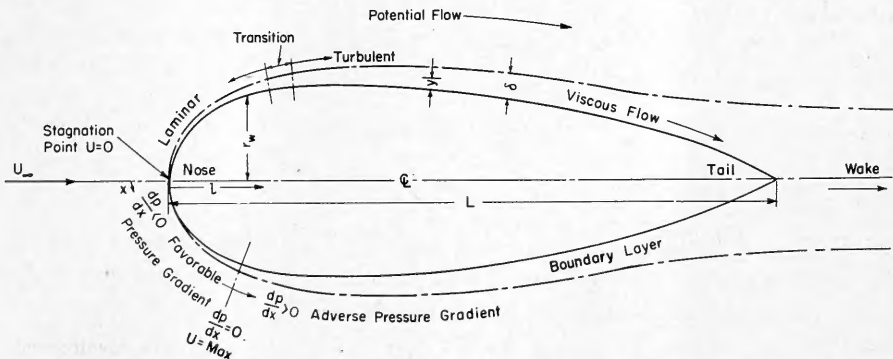 Potential Flow
Transition
Turbulent
Laminar
y
δ
Viscous Flow
Stagnation
Point U=0
r_w
U_∞
Nose
Tail
Wake
x
l
℄
L
dp/dx<0 Favorable
Pressure Gradient
Boundary Layer
dp/dx>0 Adverse Pressure Gradient
dp/dx=0.
U=Max